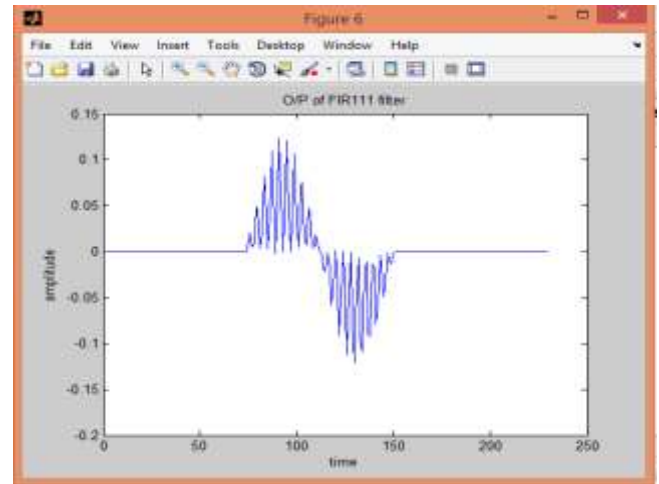 Figure 6
File Edit View Insert Tools Desktop Window Help
O/P of FIR111 filter
0.15
0.1
0.05
0
-0.05
-0.1
-0.15
-0.2
amplitude
0 50 100 150 200 250
time